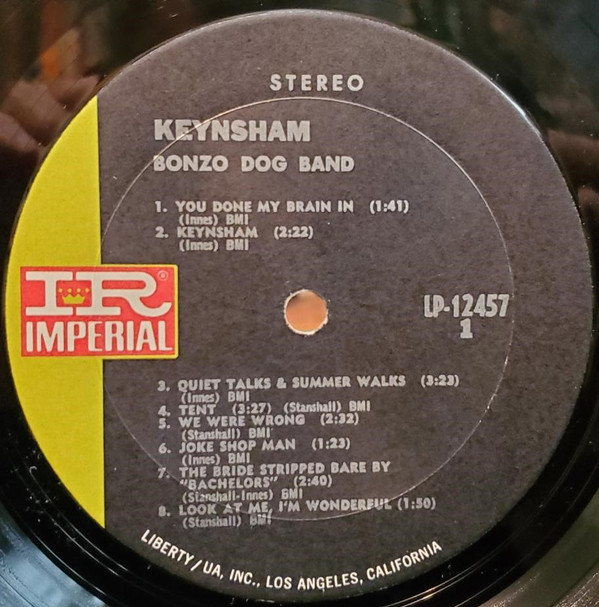 STEREO
KEYNSHAM
BONZO DOG BAND
1. YOU DONE MY BRAIN IN (1:41)
(Innes) BMI
2. KEYNSHAM (2:22)
(Innes) BMI
IR®
IMPERIAL
LP-12457
1
3. QUIET TALKS & SUMMER WALKS (3:23)
(Innes) BMI
4. TENT (3:27) (Stanshall) BMI
5. WE WERE WRONG (2:32)
(Stanshall) BMI
6. JOKE SHOP MAN (1:23)
(Innes) BMI
7. THE BRIDE STRIPPED BARE BY
"BACHELORS" (2:40)
(Stanshall-Innes) BMI
8. LOOK AT ME, I'M WONDERFUL (1:50)
(Stanshall) BMI
LIBERTY/UA, INC., LOS ANGELES, CALIFORNIA